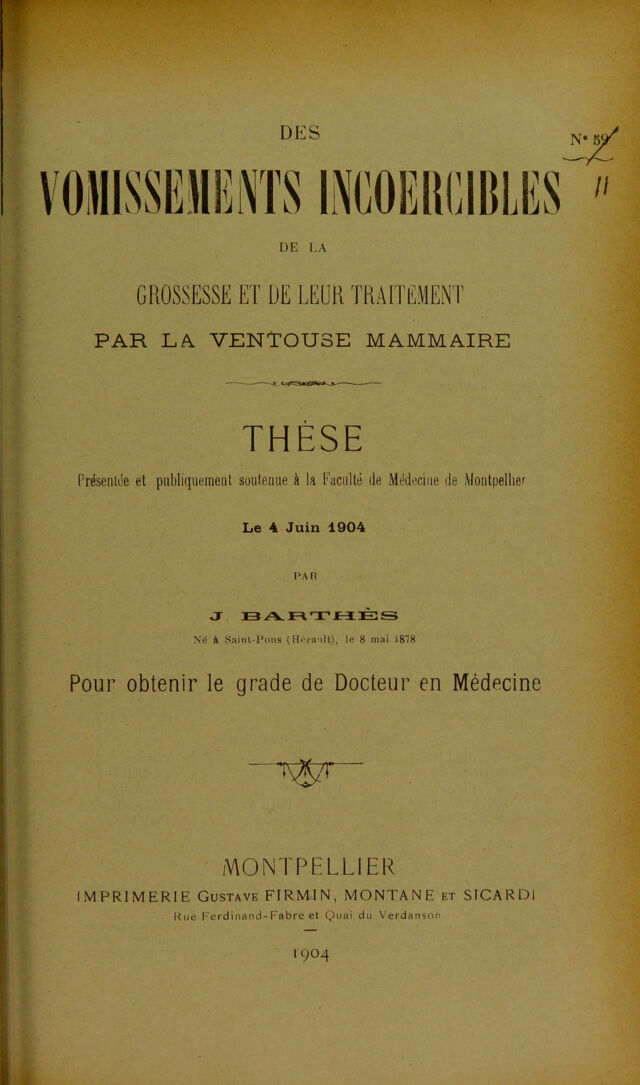 DES
N° 59
11
VOMISSEMENTS INCOERCIBLES
DE LA
GROSSESSE ET DE LEUR TRAITEMENT
PAR LA VENTOUSE MAMMAIRE
THÈSE
Présentée et publiquement soutenue à la Faculté de Médecine de Montpellier
Le 4 Juin 1904
PAR
J. BARTHÈS
Né à Saint-Pons (Hérault), le 8 mai 1878
Pour obtenir le grade de Docteur en Médecine
MONTPELLIER
IMPRIMERIE GUSTAVE FIRMIN, MONTANE ET SICARDI
Rue Ferdinand-Fabre et Quai du Verdanson
1904